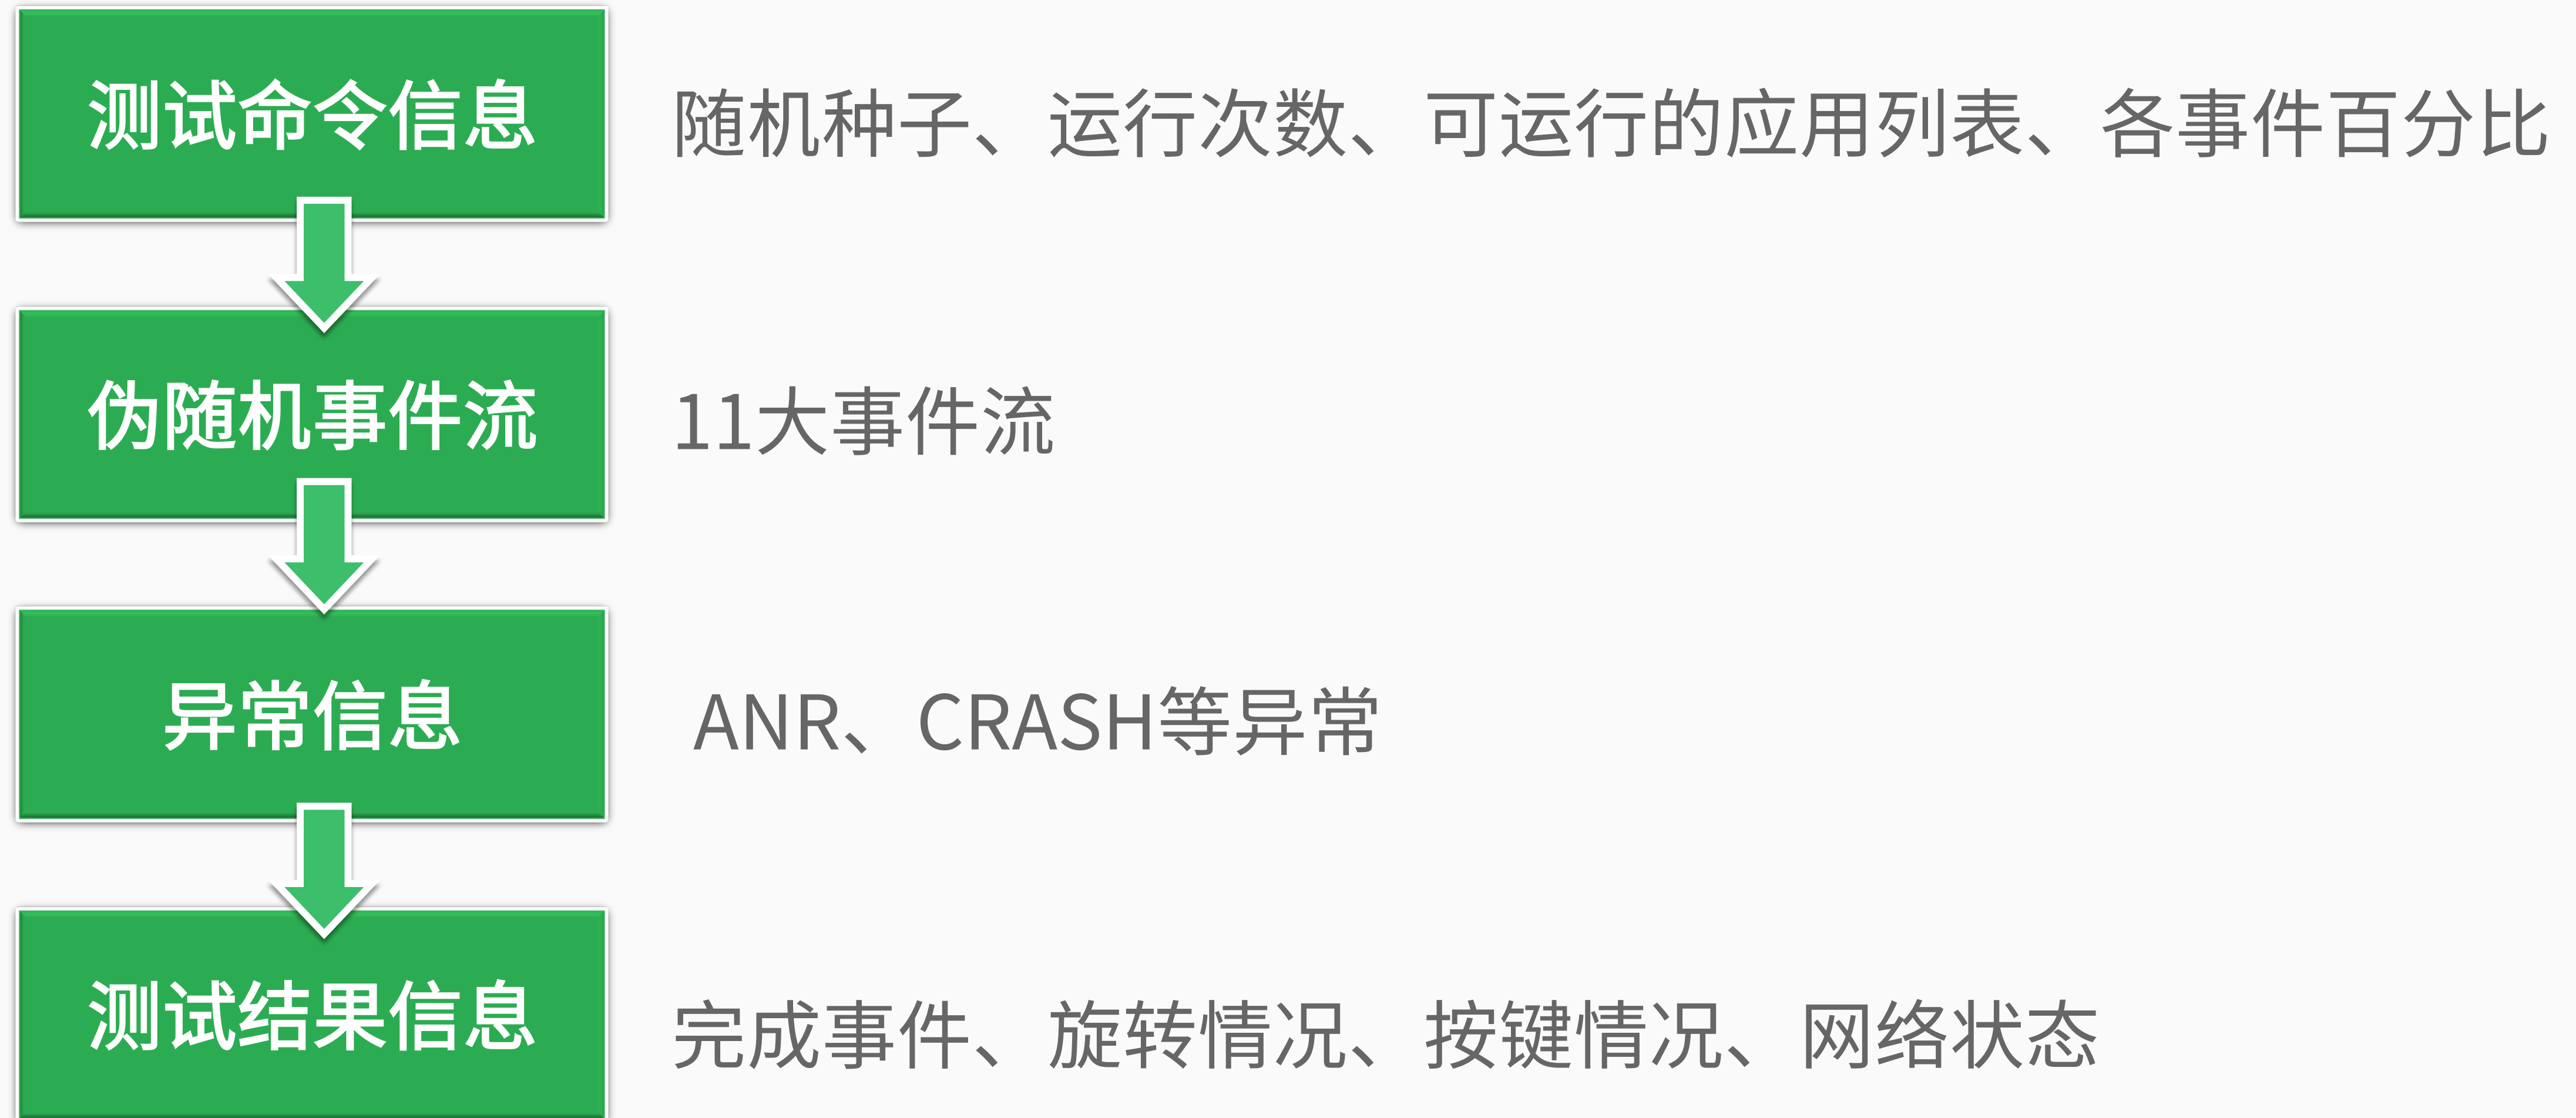 测试命令信息
随机种子、运行次数、可运行的应用列表、各事件百分比
伪随机事件流
11大事件流
异常信息
ANR、CRASH等异常
测试结果信息
完成事件、旋转情况、按键情况、网络状态